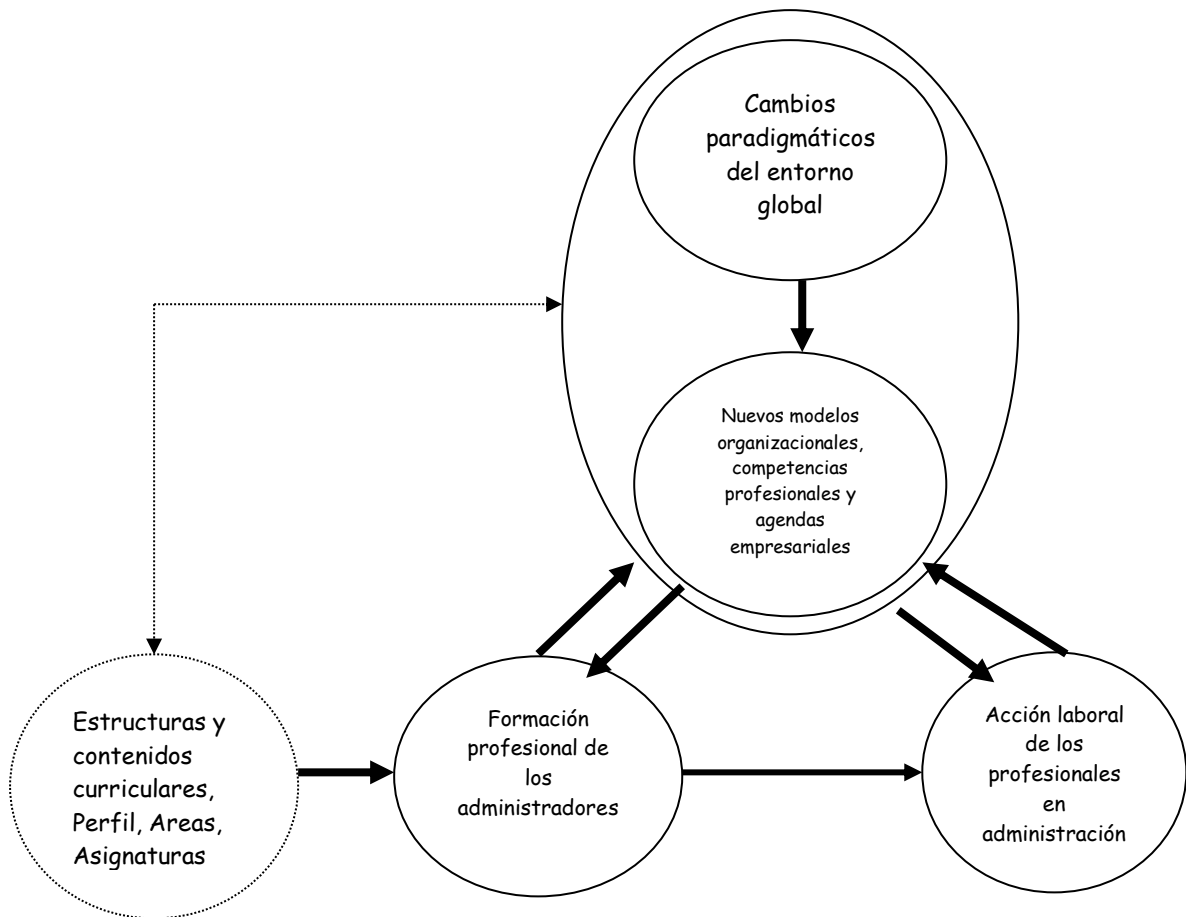 Cambios
paradigmáticos
del entorno
global
Nuevos modelos
organizacionales,
competencias
profesionales y
agendas
empresariales
Estructuras y
contenidos
curriculares,
Perfil, Areas,
Asignaturas
Formación
profesional de
los
administradores
Acción laboral
de los
profesionales
en
administración